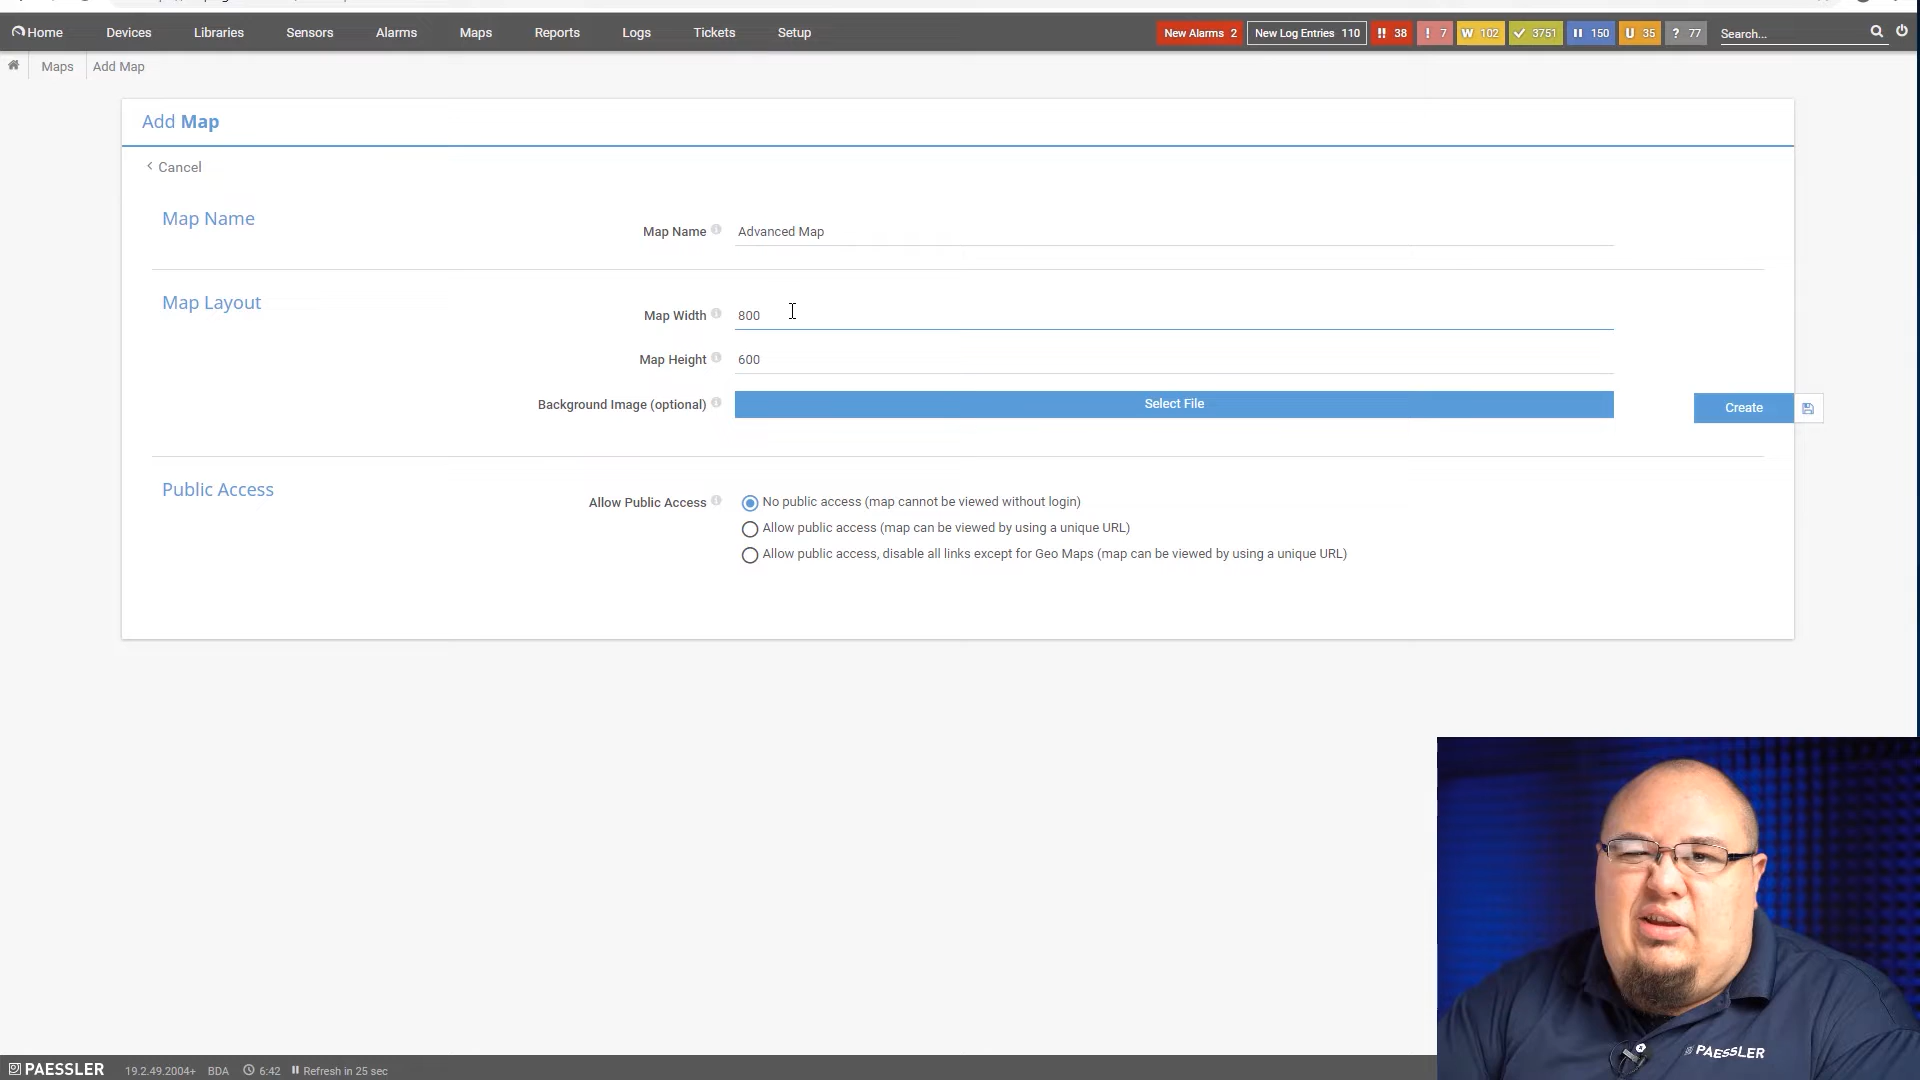 Home Devices Libraries Sensors Alarms Maps Reports Logs Tickets Setup New Alarms 2 New Log Entries 110 !! 38 ! 7 W 102 3751 150 U 35 ? 77 Search...
Maps Add Map
Add Map
< Cancel
Map Name
Map Name Advanced Map
Map Layout
Map Width 800
Map Height 600
Background Image (optional) Select File
Create
Public Access
Allow Public Access No public access (map cannot be viewed without login)
Allow public access (map can be viewed by using a unique URL)
Allow public access, disable all links except for Geo Maps (map can be viewed by using a unique URL)
PAESSLER
PAESSLER 19.2.49.2004+ BDA 6:42 Refresh in 25 sec